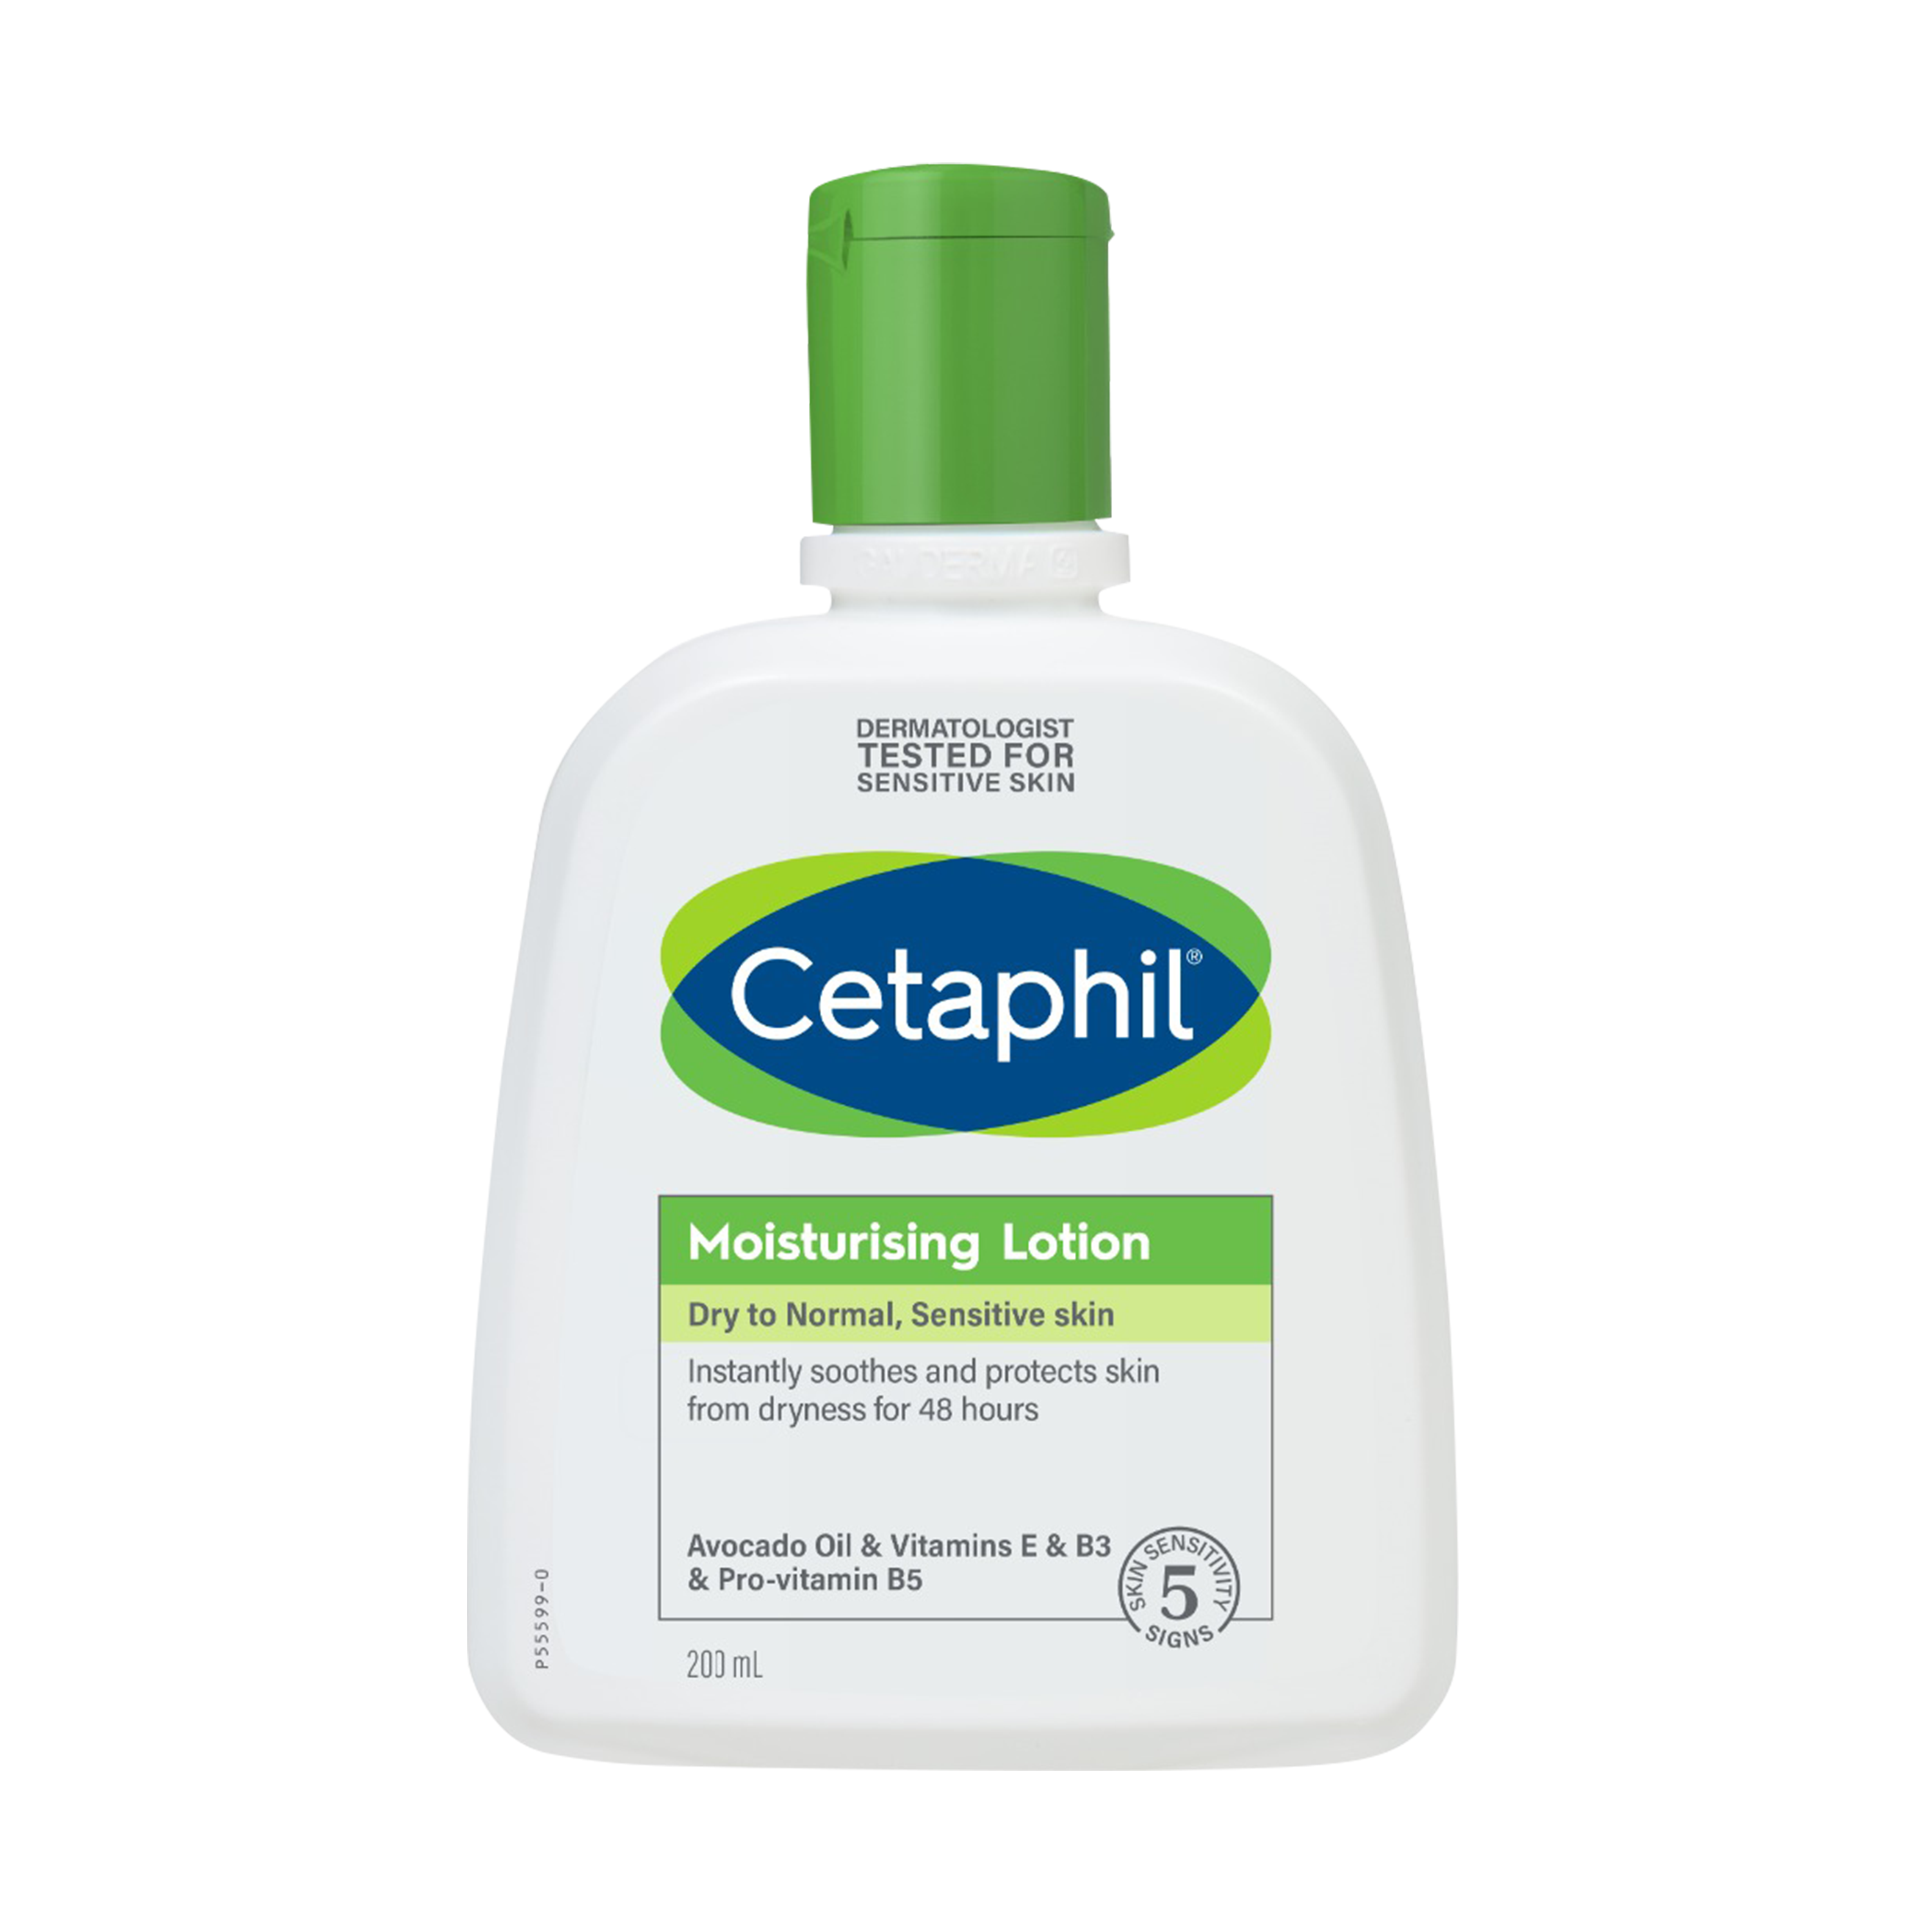 GALDERMA
DERMATOLOGIST
TESTED FOR
SENSITIVE SKIN
Cetaphil®
Moisturising Lotion
Dry to Normal, Sensitive skin
Instantly soothes and protects skin
from dryness for 48 hours
Avocado Oil & Vitamins E & B3
& Pro-vitamin B5
SKIN SENSITIVITY
5
SIGNS
200 mL
P55599-0